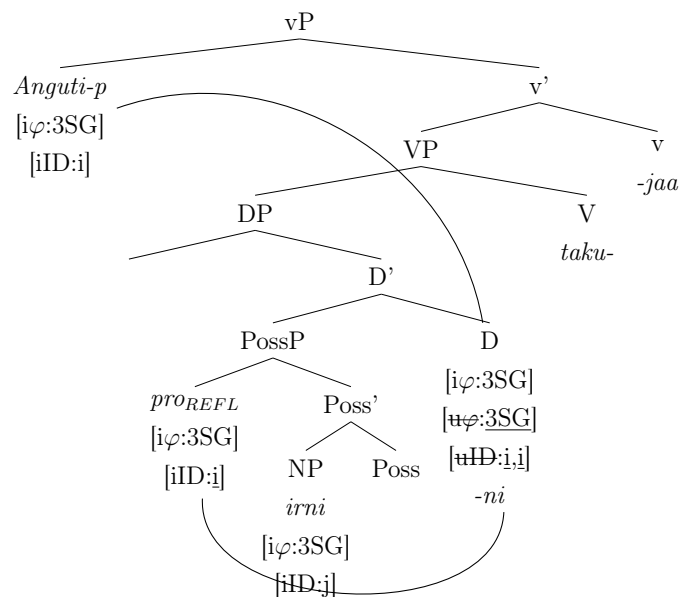 vP
Anguti-p
v'
[iφ:3SG]
VP
v
[iID:i]
-jaa
DP
V
taku-
D'
PossP
D
[iφ:3SG]
pro_REFL
Poss'
[uφ:3SG]
[iφ:3SG]
[uID:i,i]
[iID:i]
NP
Poss
-ni
irni
[iφ:3SG]
[iID:j]